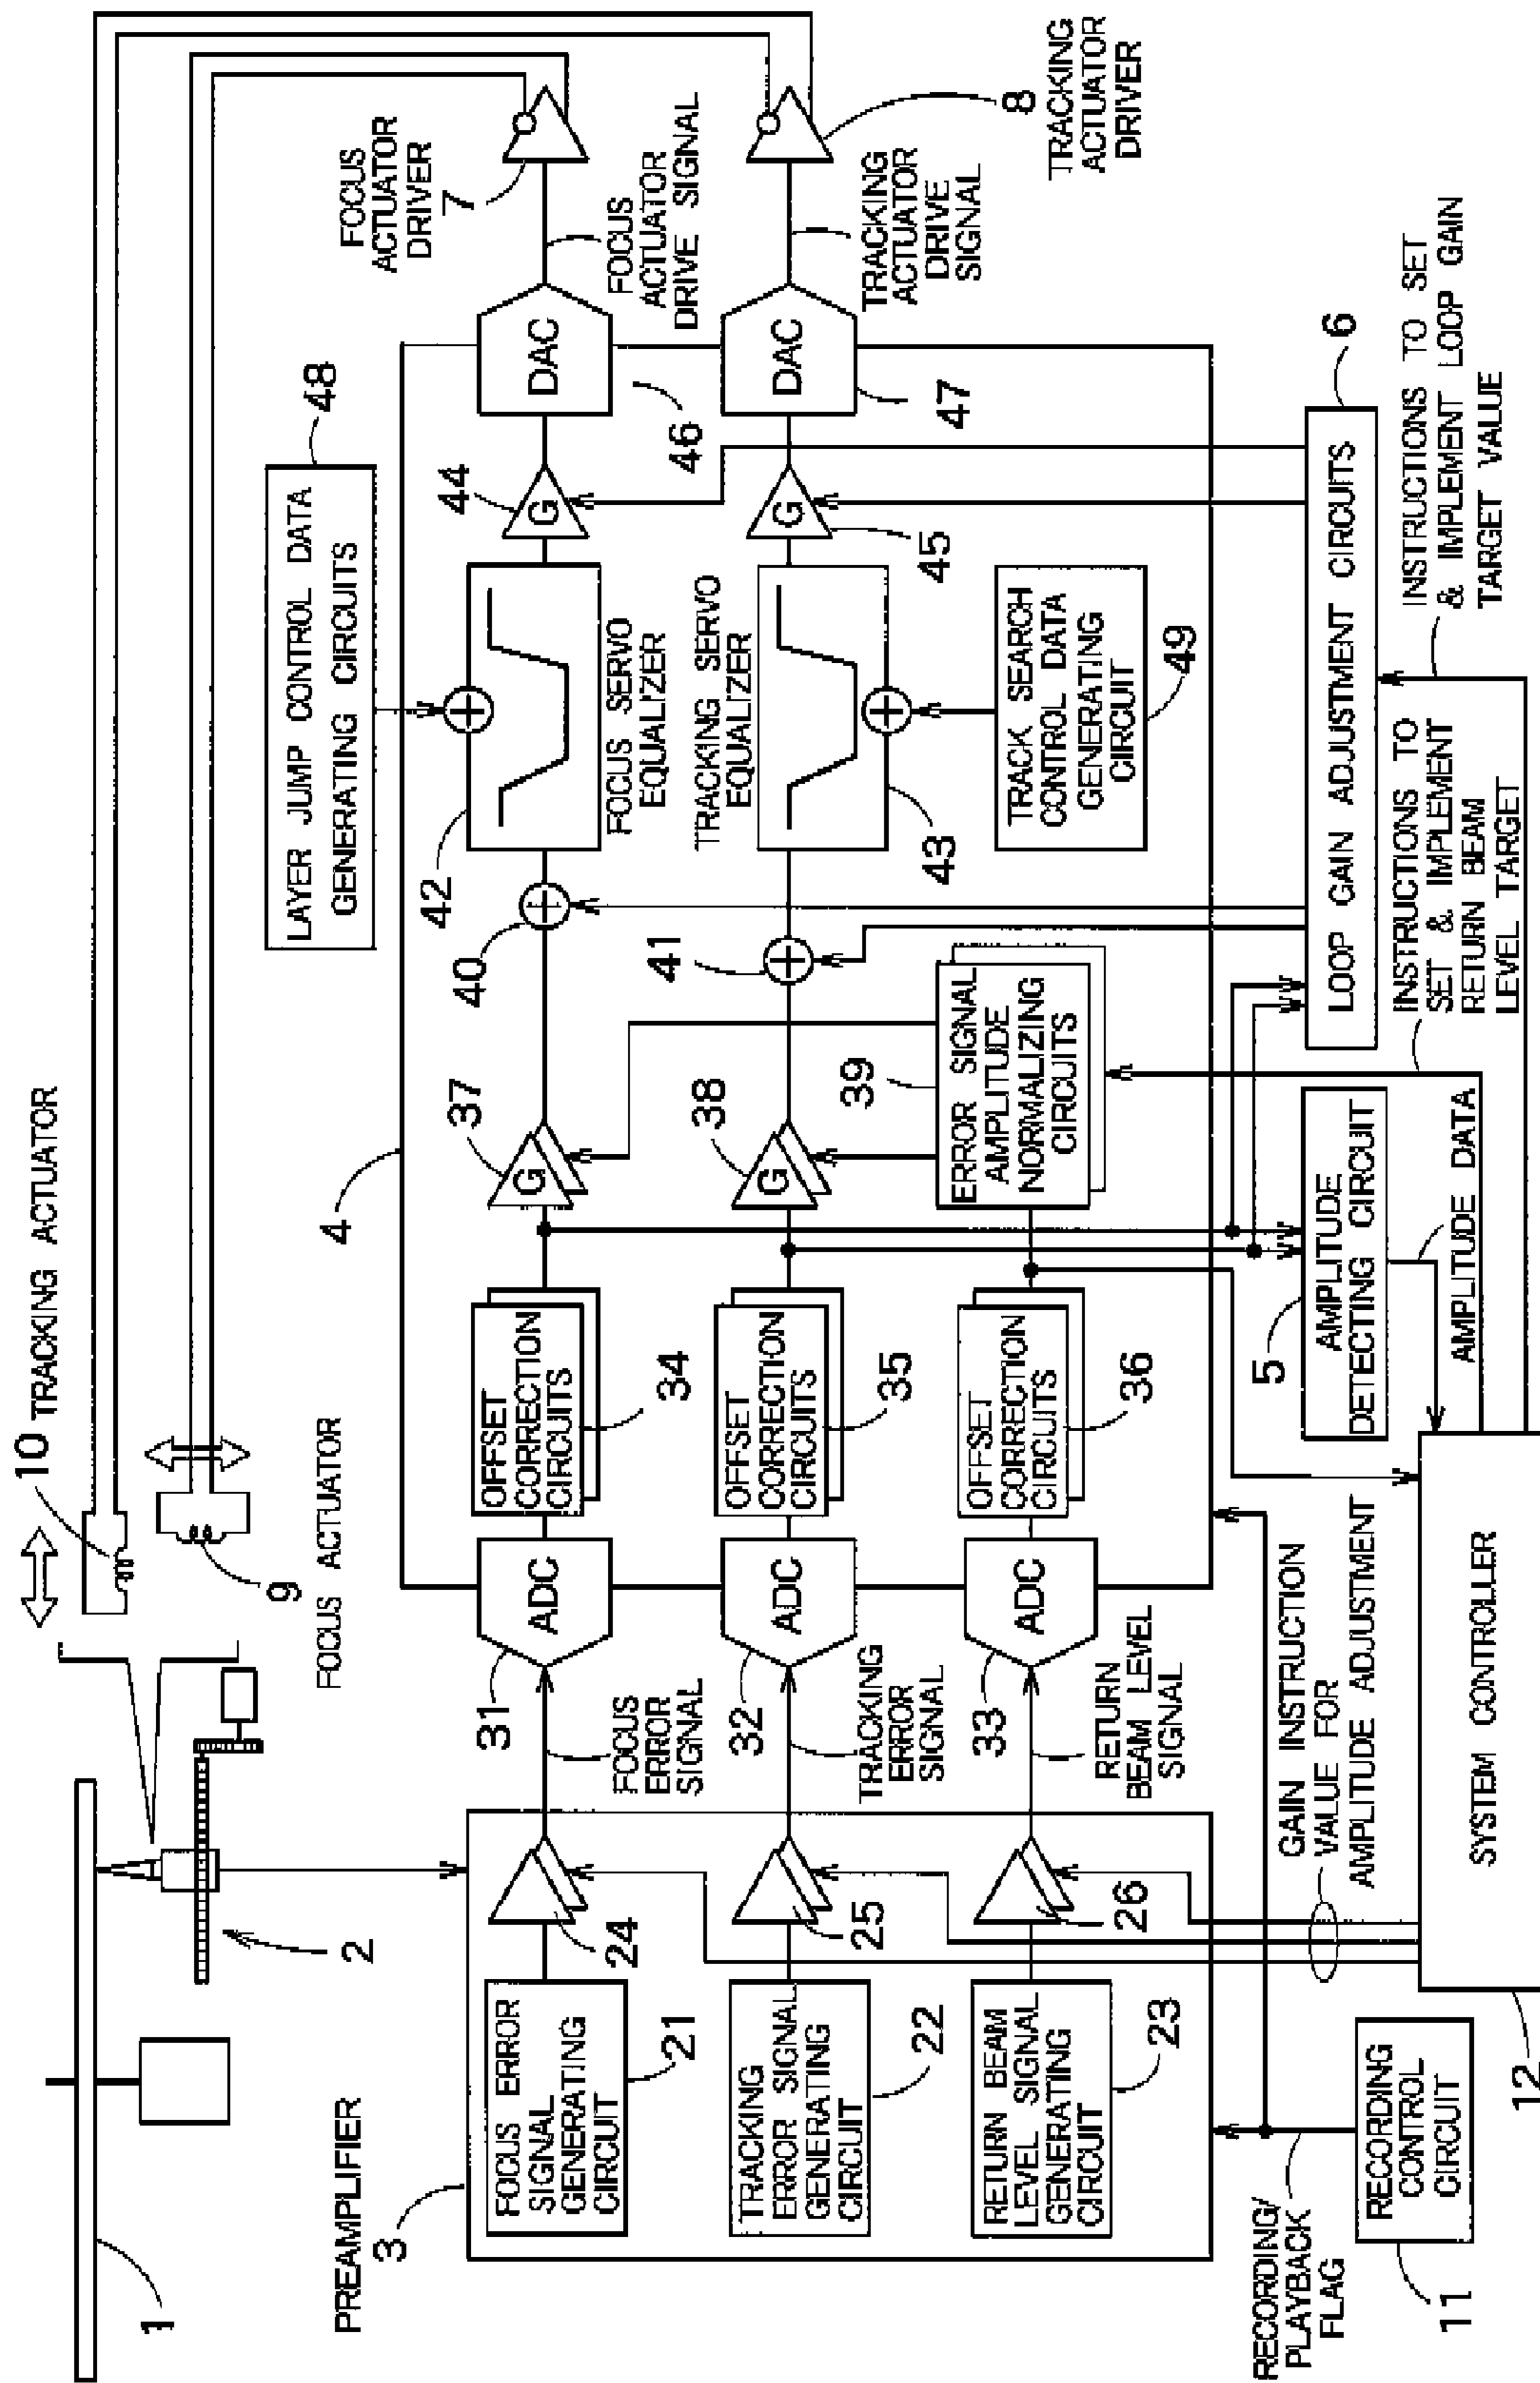 1
2
10 TRACKING ACTUATOR
9
FOCUS ACTUATOR
PREAMPLIFIER
3
FOCUS ERROR
SIGNAL
GENERATING
CIRCUIT
21
24
TRACKING
ERROR SIGNAL
GENERATING
CIRCUIT
22
25
RETURN BEAM
LEVEL SIGNAL
GENERATING
CIRCUIT
23
26
FOCUS
ERROR
SIGNAL
TRACKING
ERROR
SIGNAL
RETURN
BEAM LEVEL
SIGNAL
4
31
ADC
32
ADC
33
ADC
OFFSET
CORRECTION
CIRCUITS
34
OFFSET
CORRECTION
CIRCUITS
35
OFFSET
CORRECTION
CIRCUITS
36
37
G
38
G
39
ERROR SIGNAL
AMPLITUDE
NORMALIZING
CIRCUITS
40
41
LAYER JUMP CONTROL DATA
GENERATING CIRCUITS
48
42
FOCUS SERVO
EQUALIZER
TRACKING SERVO
EQUALIZER
43
TRACK SEARCH
CONTROL DATA
GENERATING
CIRCUIT
49
44
G
45
G
DAC
46
DAC
47
FOCUS
ACTUATOR
DRIVER
7
FOCUS
ACTUATOR
DRIVE SIGNAL
TRACKING
ACTUATOR
DRIVE
SIGNAL
8
TRACKING
ACTUATOR
DRIVER
RECORDING/
PLAYBACK
FLAG
RECORDING
CONTROL
CIRCUIT
11
GAIN INSTRUCTION
VALUE FOR
AMPLITUDE ADJUSTMENT
SYSTEM CONTROLLER
12
5
AMPLITUDE
DETECTING CIRCUIT
AMPLITUDE DATA
LOOP GAIN ADJUSTMENT CIRCUITS
6
INSTRUCTIONS TO
SET & IMPLEMENT
RETURN BEAM
LEVEL TARGET
INSTRUCTIONS TO SET
& IMPLEMENT LOOP GAIN
TARGET VALUE